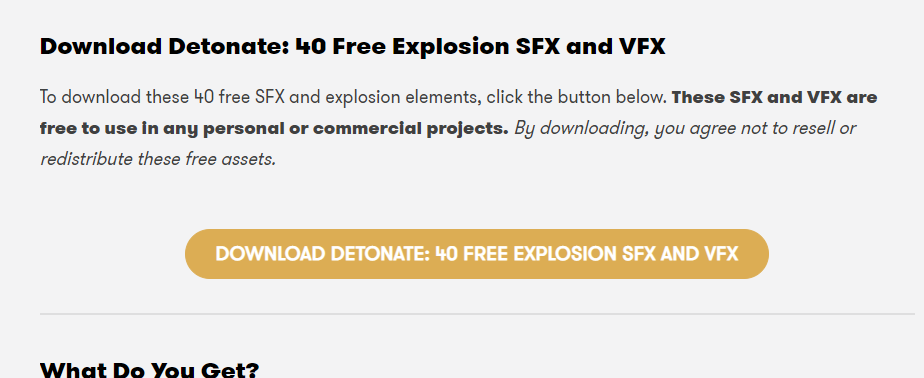 Download Detonate: 40 Free Explosion SFX and VFX
To download these 40 free SFX and explosion elements, click the button below. These SFX and VFX are
free to use in any personal or commercial projects. By downloading, you agree not to resell or
redistribute these free assets.
DOWNLOAD DETONATE: 40 FREE EXPLOSION SFX AND VFX
What Do You Get?